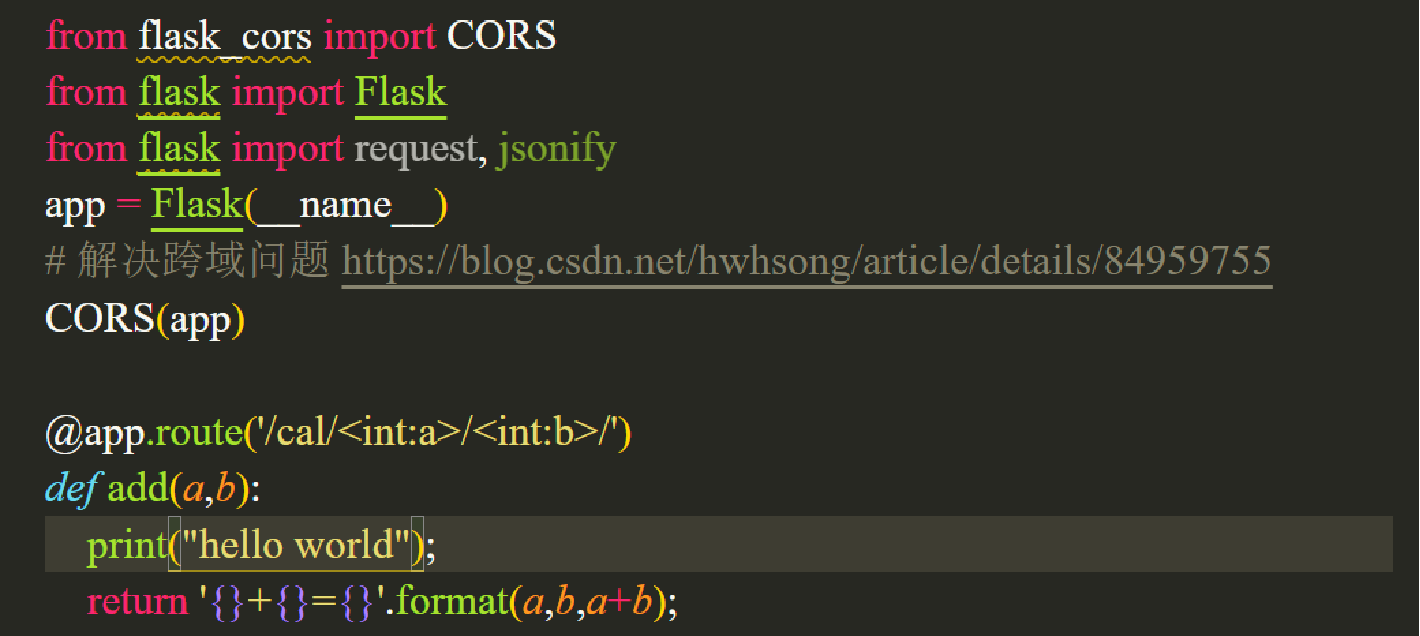 from flask_cors import CORS
from flask import Flask
from flask import request, jsonify
app = Flask(__name__)
# 解决跨域问题 https://blog.csdn.net/hwhsong/article/details/84959755
CORS(app)
@app.route('/cal/<int:a>/<int:b>/')
def add(a,b):
print("hello world");
return '{}+{}={}'.format(a,b,a+b);